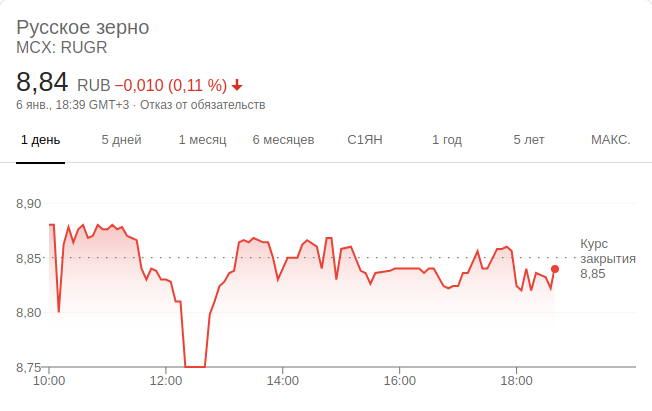 Русское зерно
MCX: RUGR
8,84 RUB −0,010 (0,11 %)
6 янв., 18:39 GMT+3 · Отказ от обязательств
1 день 5 дней 1 месяц 6 месяцев С1ЯН 1 год 5 лет МАКС.
8,90
8,85
8,80
8,75
Курс
закрытия
8,85
10:00 12:00 14:00 16:00 18:00